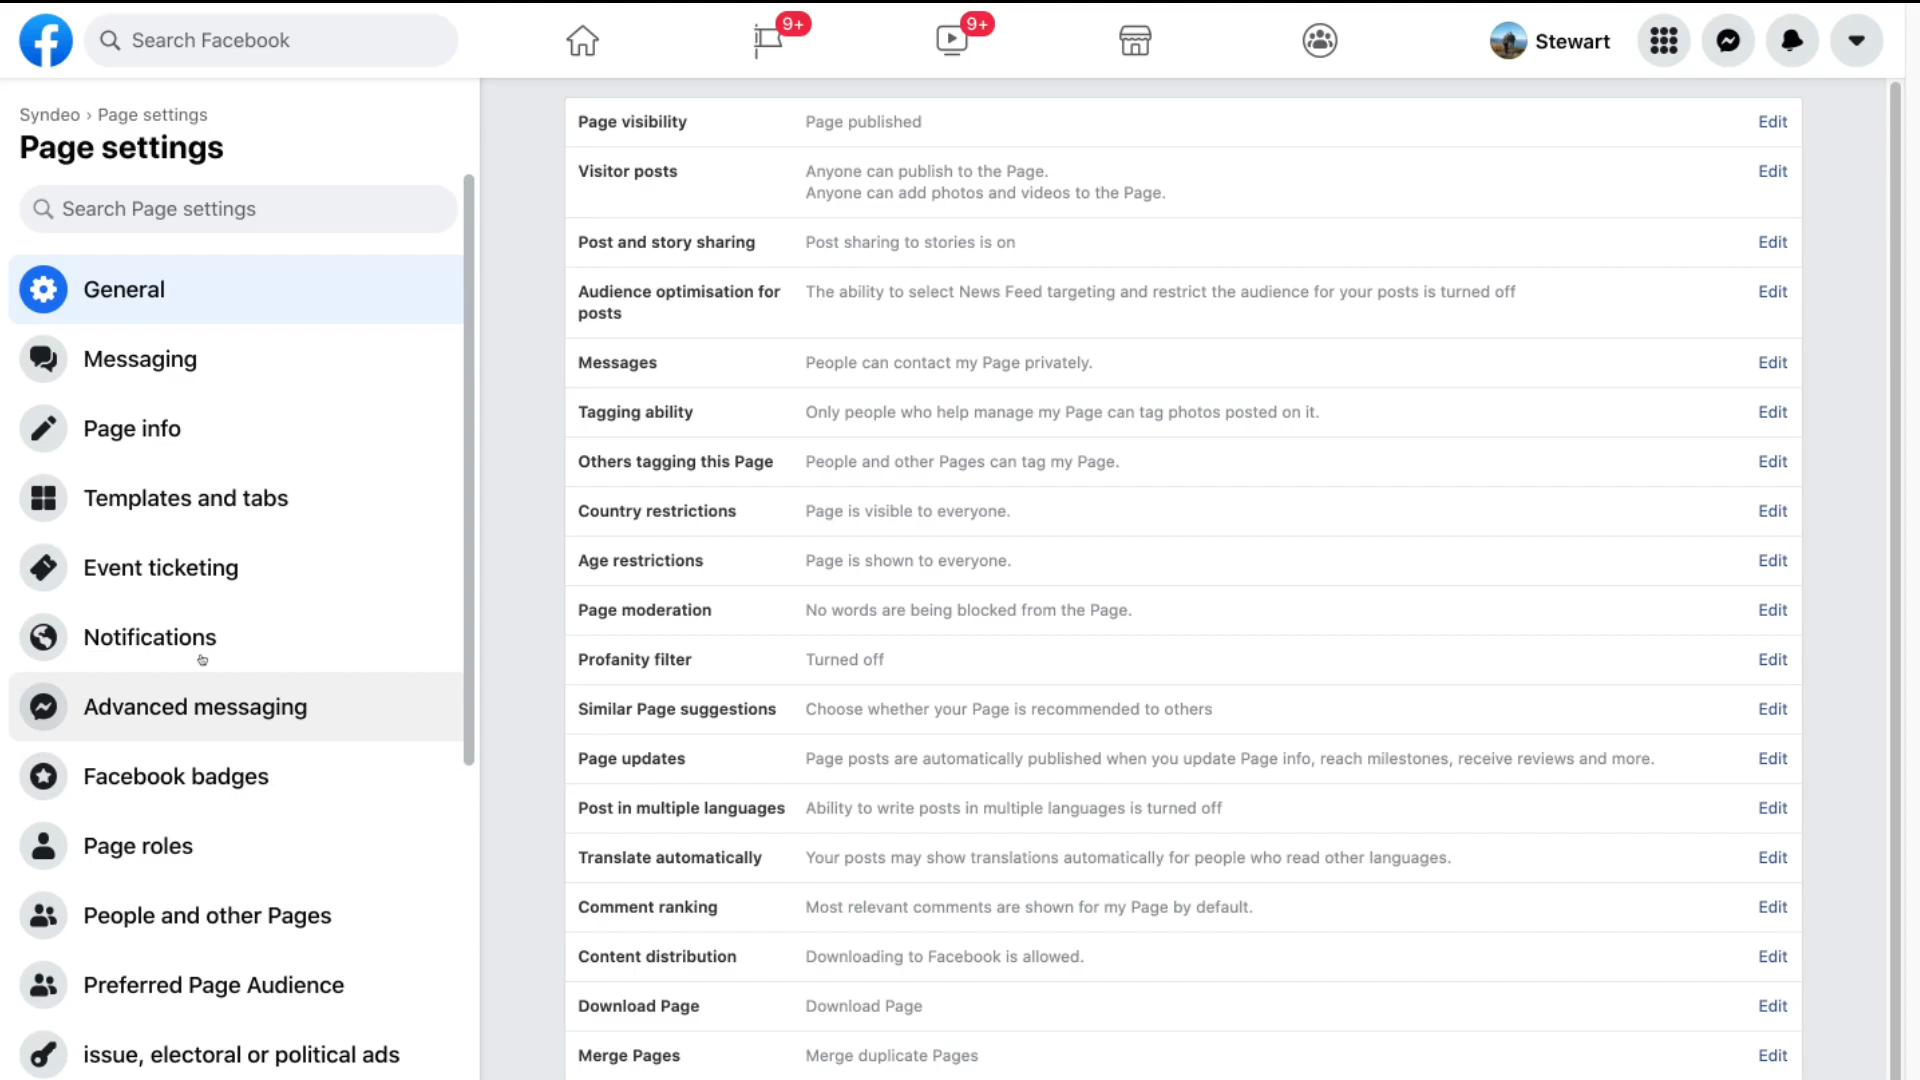 Search Facebook
9+
9+
Stewart
Syndeo › Page settings
Page settings
Search Page settings
General
Messaging
Page info
Templates and tabs
Event ticketing
Notifications
Advanced messaging
Facebook badges
Page roles
People and other Pages
Preferred Page Audience
issue, electoral or political ads
Page visibility Page published Edit
Visitor posts Anyone can publish to the Page. Edit
Anyone can add photos and videos to the Page.
Post and story sharing Post sharing to stories is on Edit
Audience optimisation for The ability to select News Feed targeting and restrict the audience for your posts is turned off Edit
posts
Messages People can contact my Page privately. Edit
Tagging ability Only people who help manage my Page can tag photos posted on it. Edit
Others tagging this Page People and other Pages can tag my Page. Edit
Country restrictions Page is visible to everyone. Edit
Age restrictions Page is shown to everyone. Edit
Page moderation No words are being blocked from the Page. Edit
Profanity filter Turned off Edit
Similar Page suggestions Choose whether your Page is recommended to others Edit
Page updates Page posts are automatically published when you update Page info, reach milestones, receive reviews and more. Edit
Post in multiple languages Ability to write posts in multiple languages is turned off Edit
Translate automatically Your posts may show translations automatically for people who read other languages. Edit
Comment ranking Most relevant comments are shown for my Page by default. Edit
Content distribution Downloading to Facebook is allowed. Edit
Download Page Download Page Edit
Merge Pages Merge duplicate Pages Edit